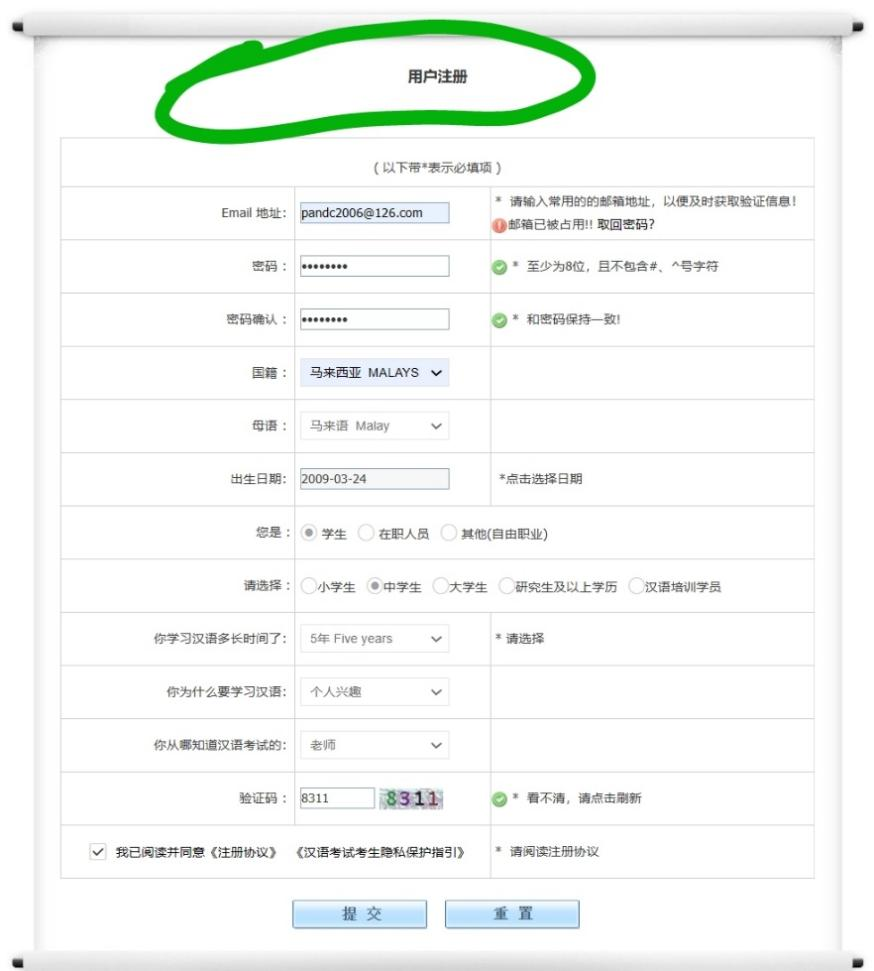 用户注册
(以下带*表示必填项)
Email 地址: pandc2006@126.com * 请输入常用的的邮箱地址，以便及时获取验证信息!
邮箱已被占用!! 取回密码?
密码: •••••••• * 至少为8位，且不包含#、^号字符
密码确认: •••••••• * 和密码保持一致!
国籍: 马来西亚 MALAYS
母语: 马来语 Malay
出生日期: 2009-03-24 *点击选择日期
您是: 学生 在职人员 其他(自由职业)
请选择: 小学生 中学生 大学生 研究生及以上学历 汉语培训学员
你学习汉语多长时间了: 5年 Five years * 请选择
你为什么要学习汉语: 个人兴趣
你从哪知道汉语考试的: 老师
验证码: 8311 8311 * 看不清，请点击刷新
我已阅读并同意《注册协议》 《汉语考试考生隐私保护指引》 * 请阅读注册协议
提 交 重 置